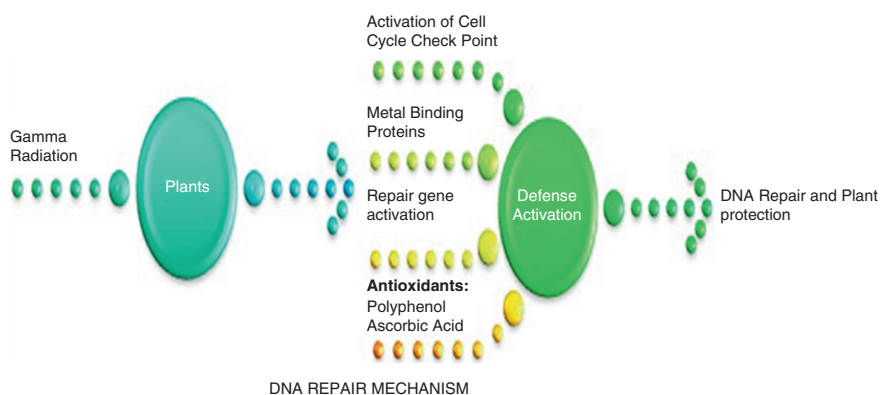 Gamma
Radiation
Plants
Activation of Cell
Cycle Check Point
Metal Binding
Proteins
Repair gene
activation
Antioxidants:
Polyphenol
Ascorbic Acid
Defense
Activation
DNA Repair and Plant
protection
DNA REPAIR MECHANISM